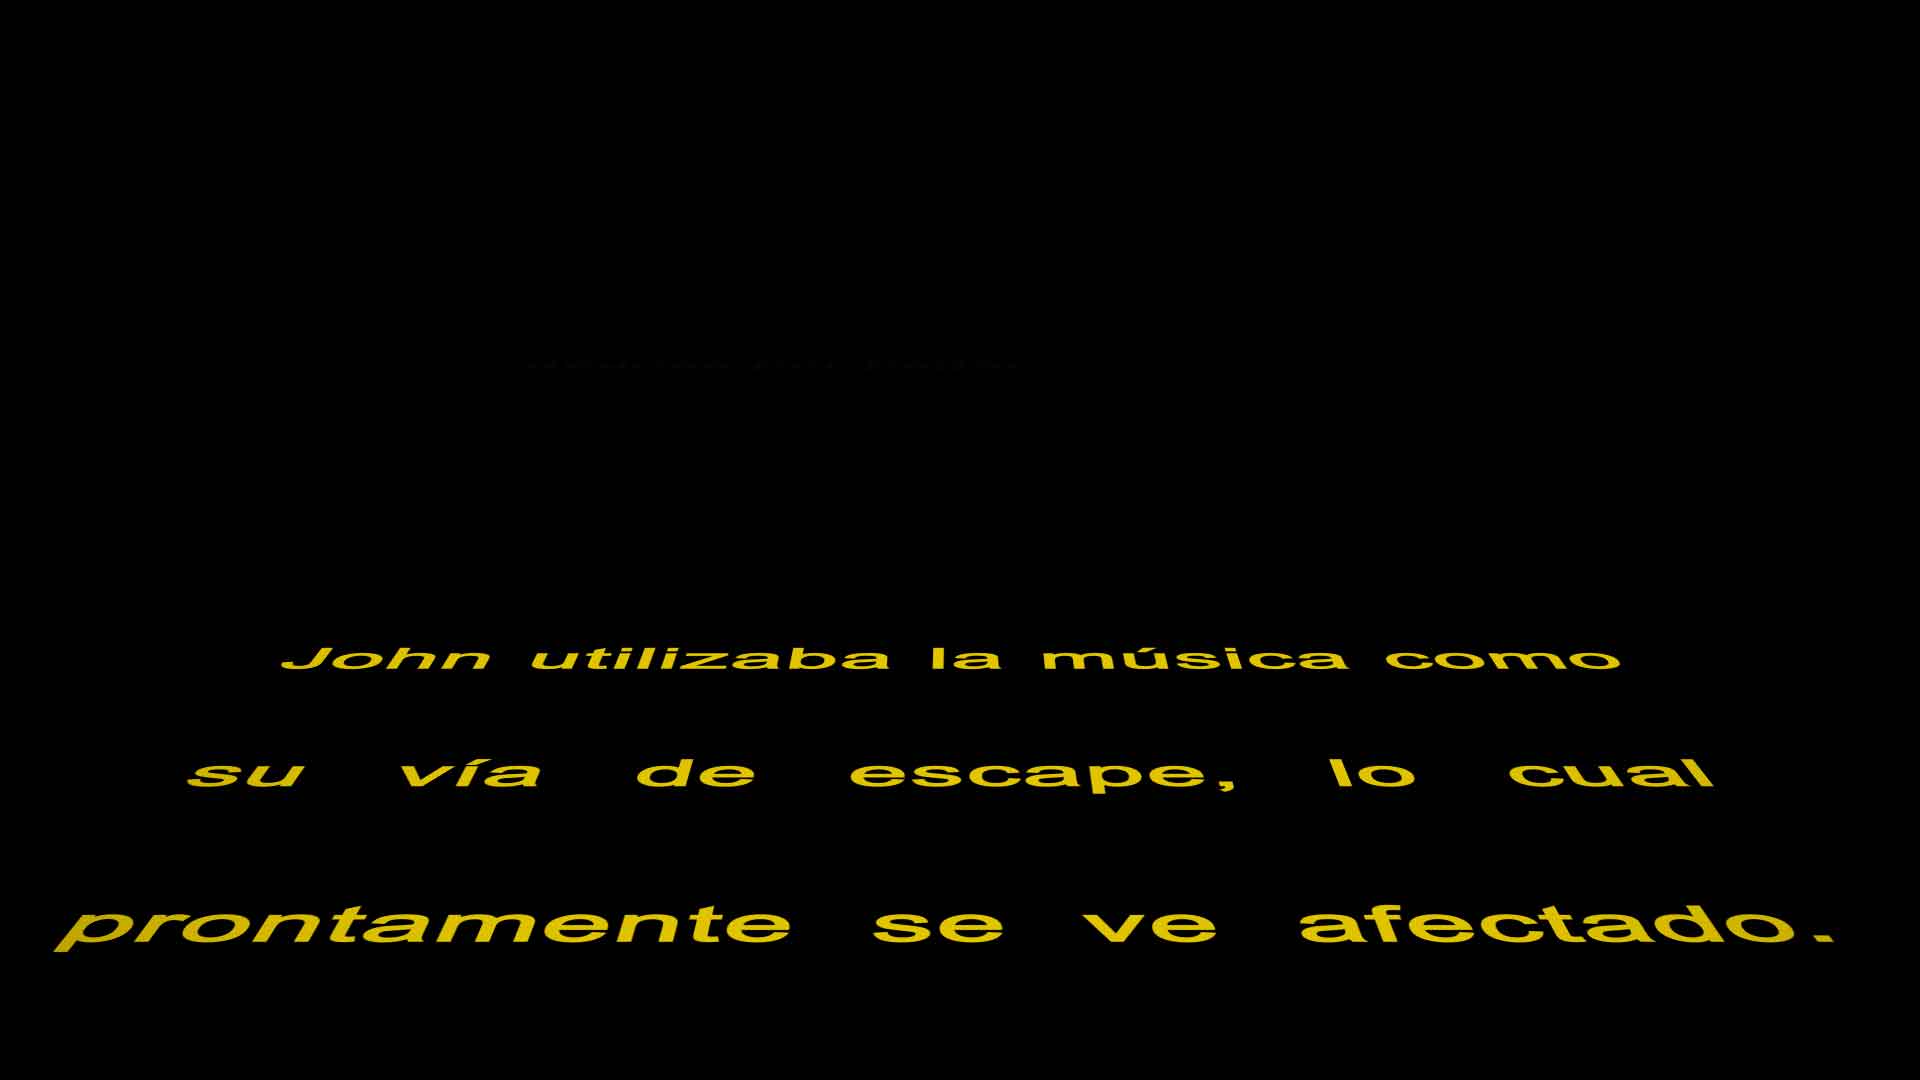 John utilizaba la música como
su vía de escape, lo cual
prontamente se ve afectado.